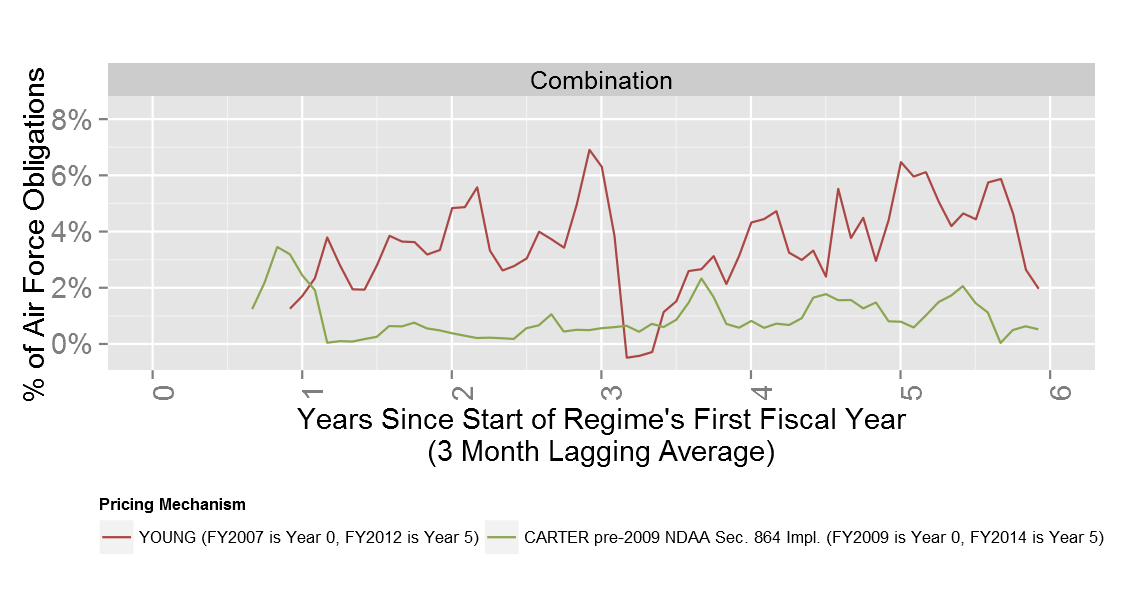 Combination
% of Air Force Obligations
8%
6%
4%
2%
0%
0 1 2 3 4 5 6
Years Since Start of Regime's First Fiscal Year
(3 Month Lagging Average)
Pricing Mechanism
YOUNG (FY2007 is Year 0, FY2012 is Year 5) CARTER pre-2009 NDAA Sec. 864 Impl. (FY2009 is Year 0, FY2014 is Year 5)